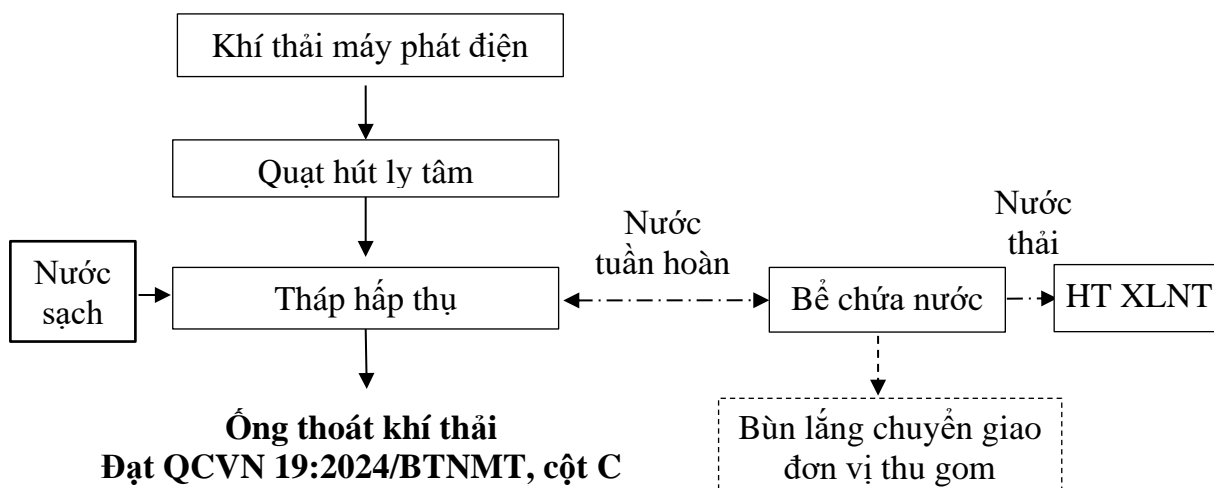 Khí thải máy phát điện
Quạt hút ly tâm
Nước
tuần hoàn
Nước
thải
Nước
sạch
Tháp hấp thụ
Bể chứa nước
HT XLNT
Ống thoát khí thải
Đạt QCVN 19:2024/BTNMT, cột C
Bùn lắng chuyển giao
đơn vị thu gom